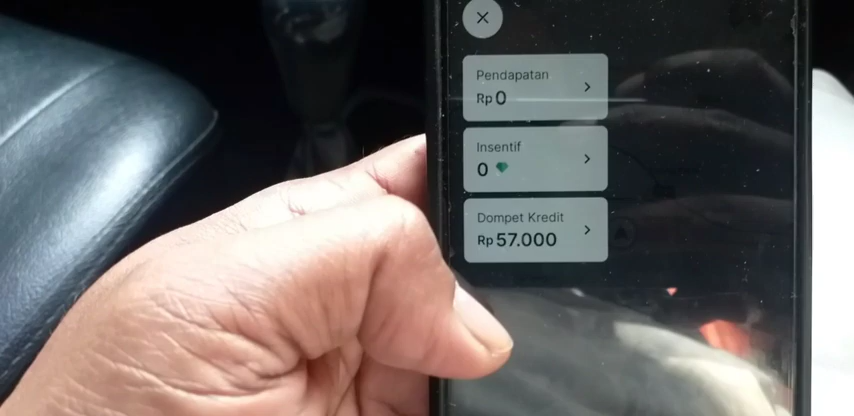 Pendapatan
Rp 0
Insentif
0
Dompet Kredit
Rp 57.000